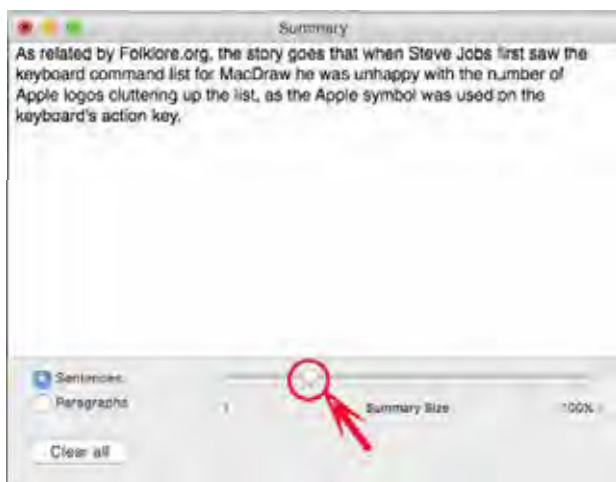 Summary
As related by Folklore.org, the story goes that when Steve Jobs first saw the
keyboard command list for MacDraw he was unhappy with the number of
Apple logos cluttering up the list, as the Apple symbol was used on the
keyboard's action key.
Sentences
Paragraphs
1 Summary Size 100%
Clear all